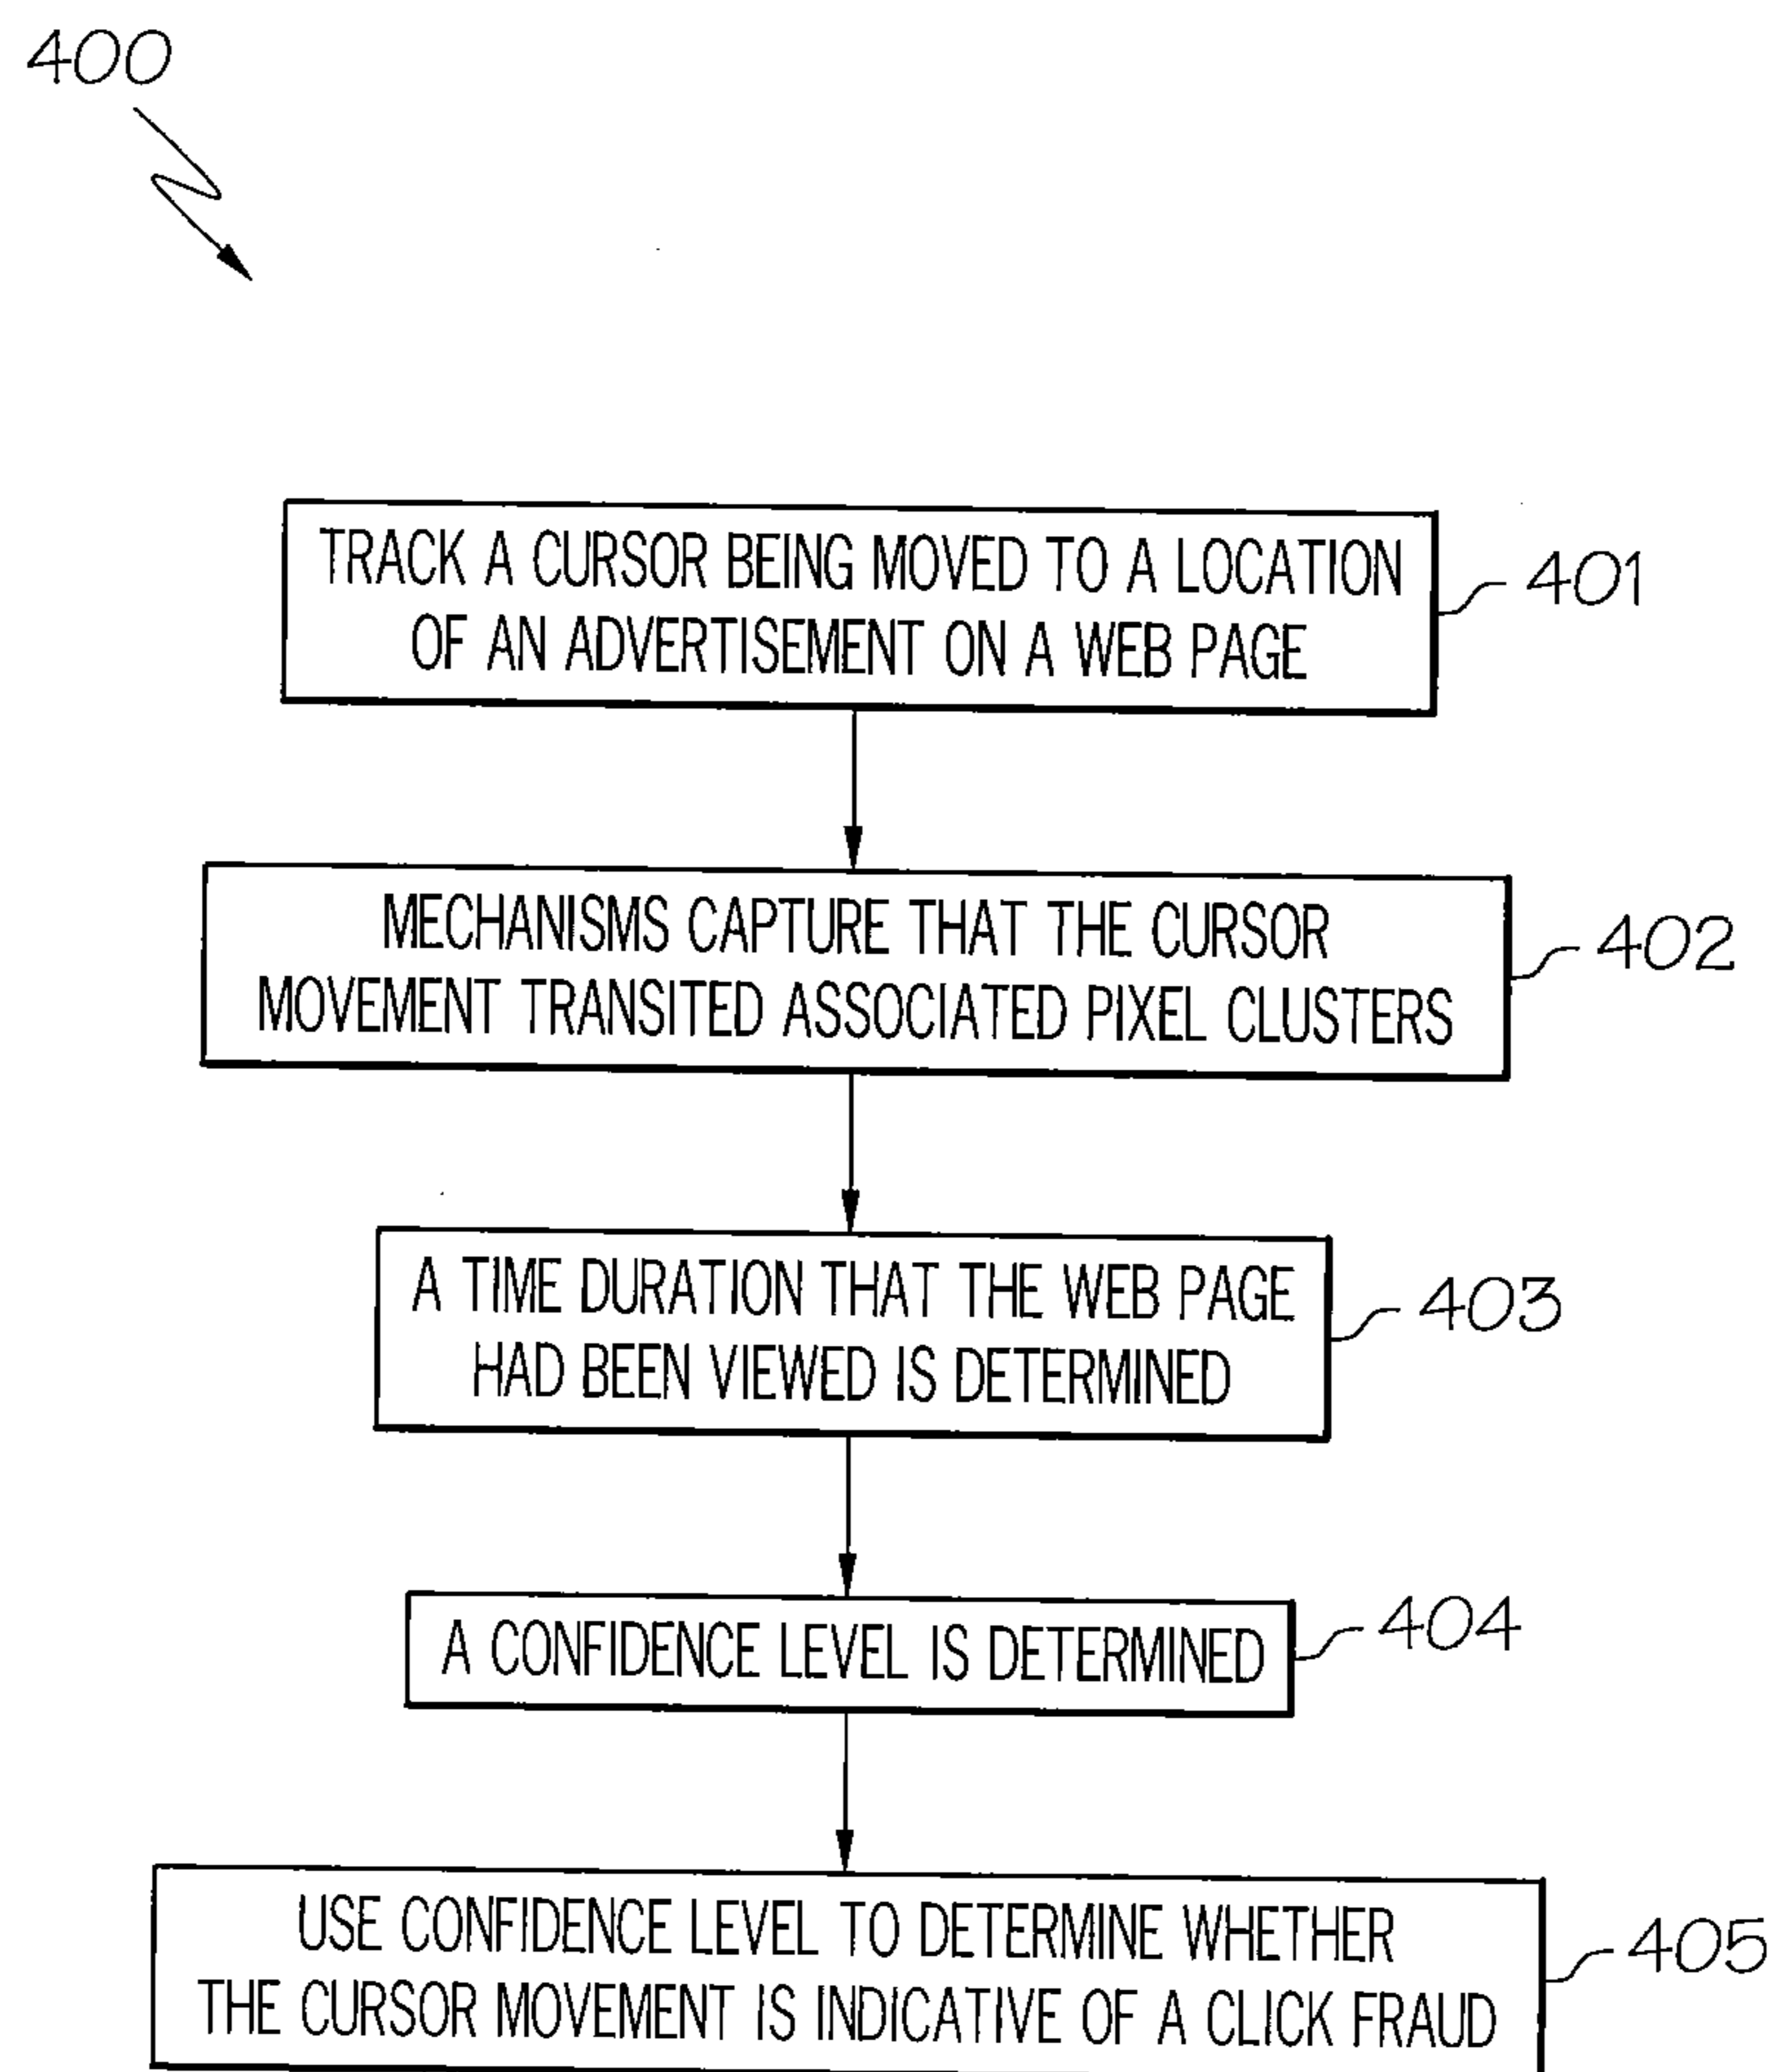 400
TRACK A CURSOR BEING MOVED TO A LOCATION
OF AN ADVERTISEMENT ON A WEB PAGE
401
MECHANISMS CAPTURE THAT THE CURSOR
MOVEMENT TRANSITED ASSOCIATED PIXEL CLUSTERS
402
A TIME DURATION THAT THE WEB PAGE
HAD BEEN VIEWED IS DETERMINED
403
A CONFIDENCE LEVEL IS DETERMINED
404
USE CONFIDENCE LEVEL TO DETERMINE WHETHER
THE CURSOR MOVEMENT IS INDICATIVE OF A CLICK FRAUD
405